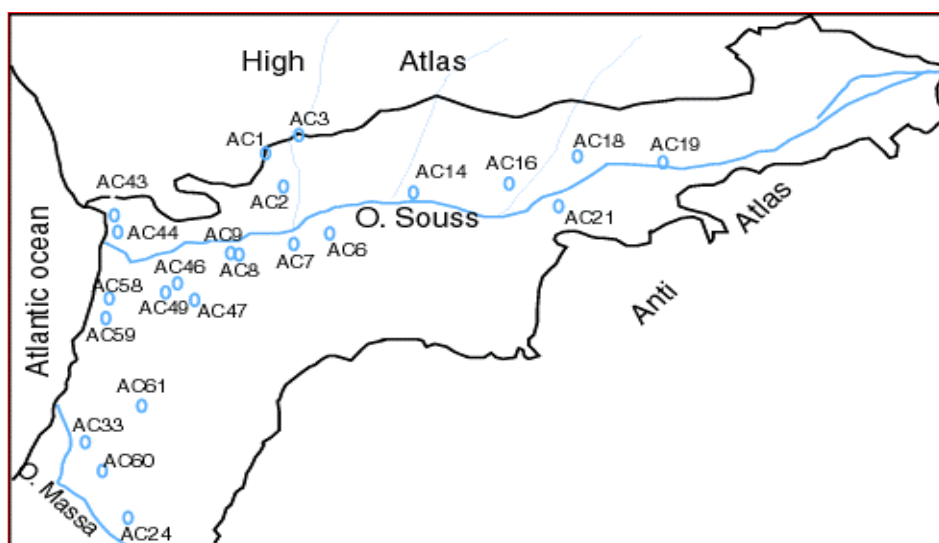 High Atlas
AC3
AC1
AC18
AC19
AC16
AC14
AC43
AC2
Atlas
O. Souss
AC21
AC44
AC9
AC6
AC7
AC8
Atlantic ocean
AC46
AC58
AC49
AC47
Anti
AC59
AC61
AC33
AC60
O. Massa
AC24